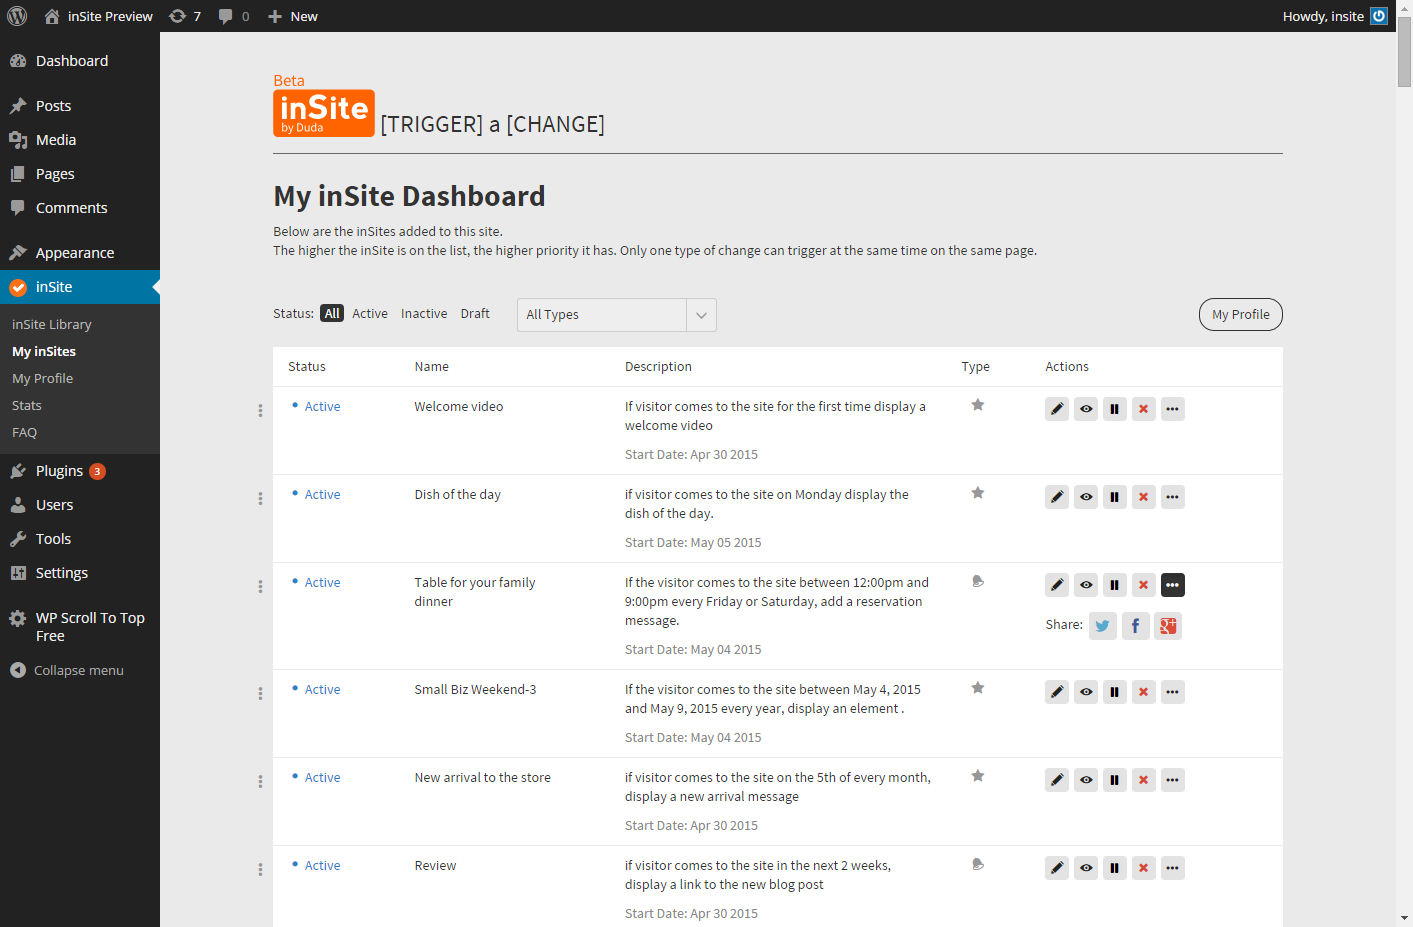 inSite Preview 7 0 New Howdy, insite
Dashboard
Posts
Media
Pages
Comments
Appearance
inSite
inSite Library
My inSites
My Profile
Stats
FAQ
Plugins 3
Users
Tools
Settings
WP Scroll To Top
Free
Collapse menu
Beta
inSite
by Duda
[TRIGGER] a [CHANGE]
My inSite Dashboard
Below are the inSites added to this site.
The higher the inSite is on the list, the higher priority it has. Only one type of change can trigger at the same time on the same page.
Status: All Active Inactive Draft All Types My Profile
Status Name Description Type Actions
Active Welcome video If visitor comes to the site for the first time display a
welcome video
Start Date: Apr 30 2015
Active Dish of the day if visitor comes to the site on Monday display the
dish of the day.
Start Date: May 05 2015
Active Table for your family If the visitor comes to the site between 12:00pm and
dinner 9:00pm every Friday or Saturday, add a reservation
message. Share:
Start Date: May 04 2015
Active Small Biz Weekend-3 If the visitor comes to the site between May 4, 2015
and May 9, 2015 every year, display an element .
Start Date: May 04 2015
Active New arrival to the store if visitor comes to the site on the 5th of every month,
display a new arrival message
Start Date: Apr 30 2015
Active Review if visitor comes to the site in the next 2 weeks,
display a link to the new blog post
Start Date: Apr 30 2015